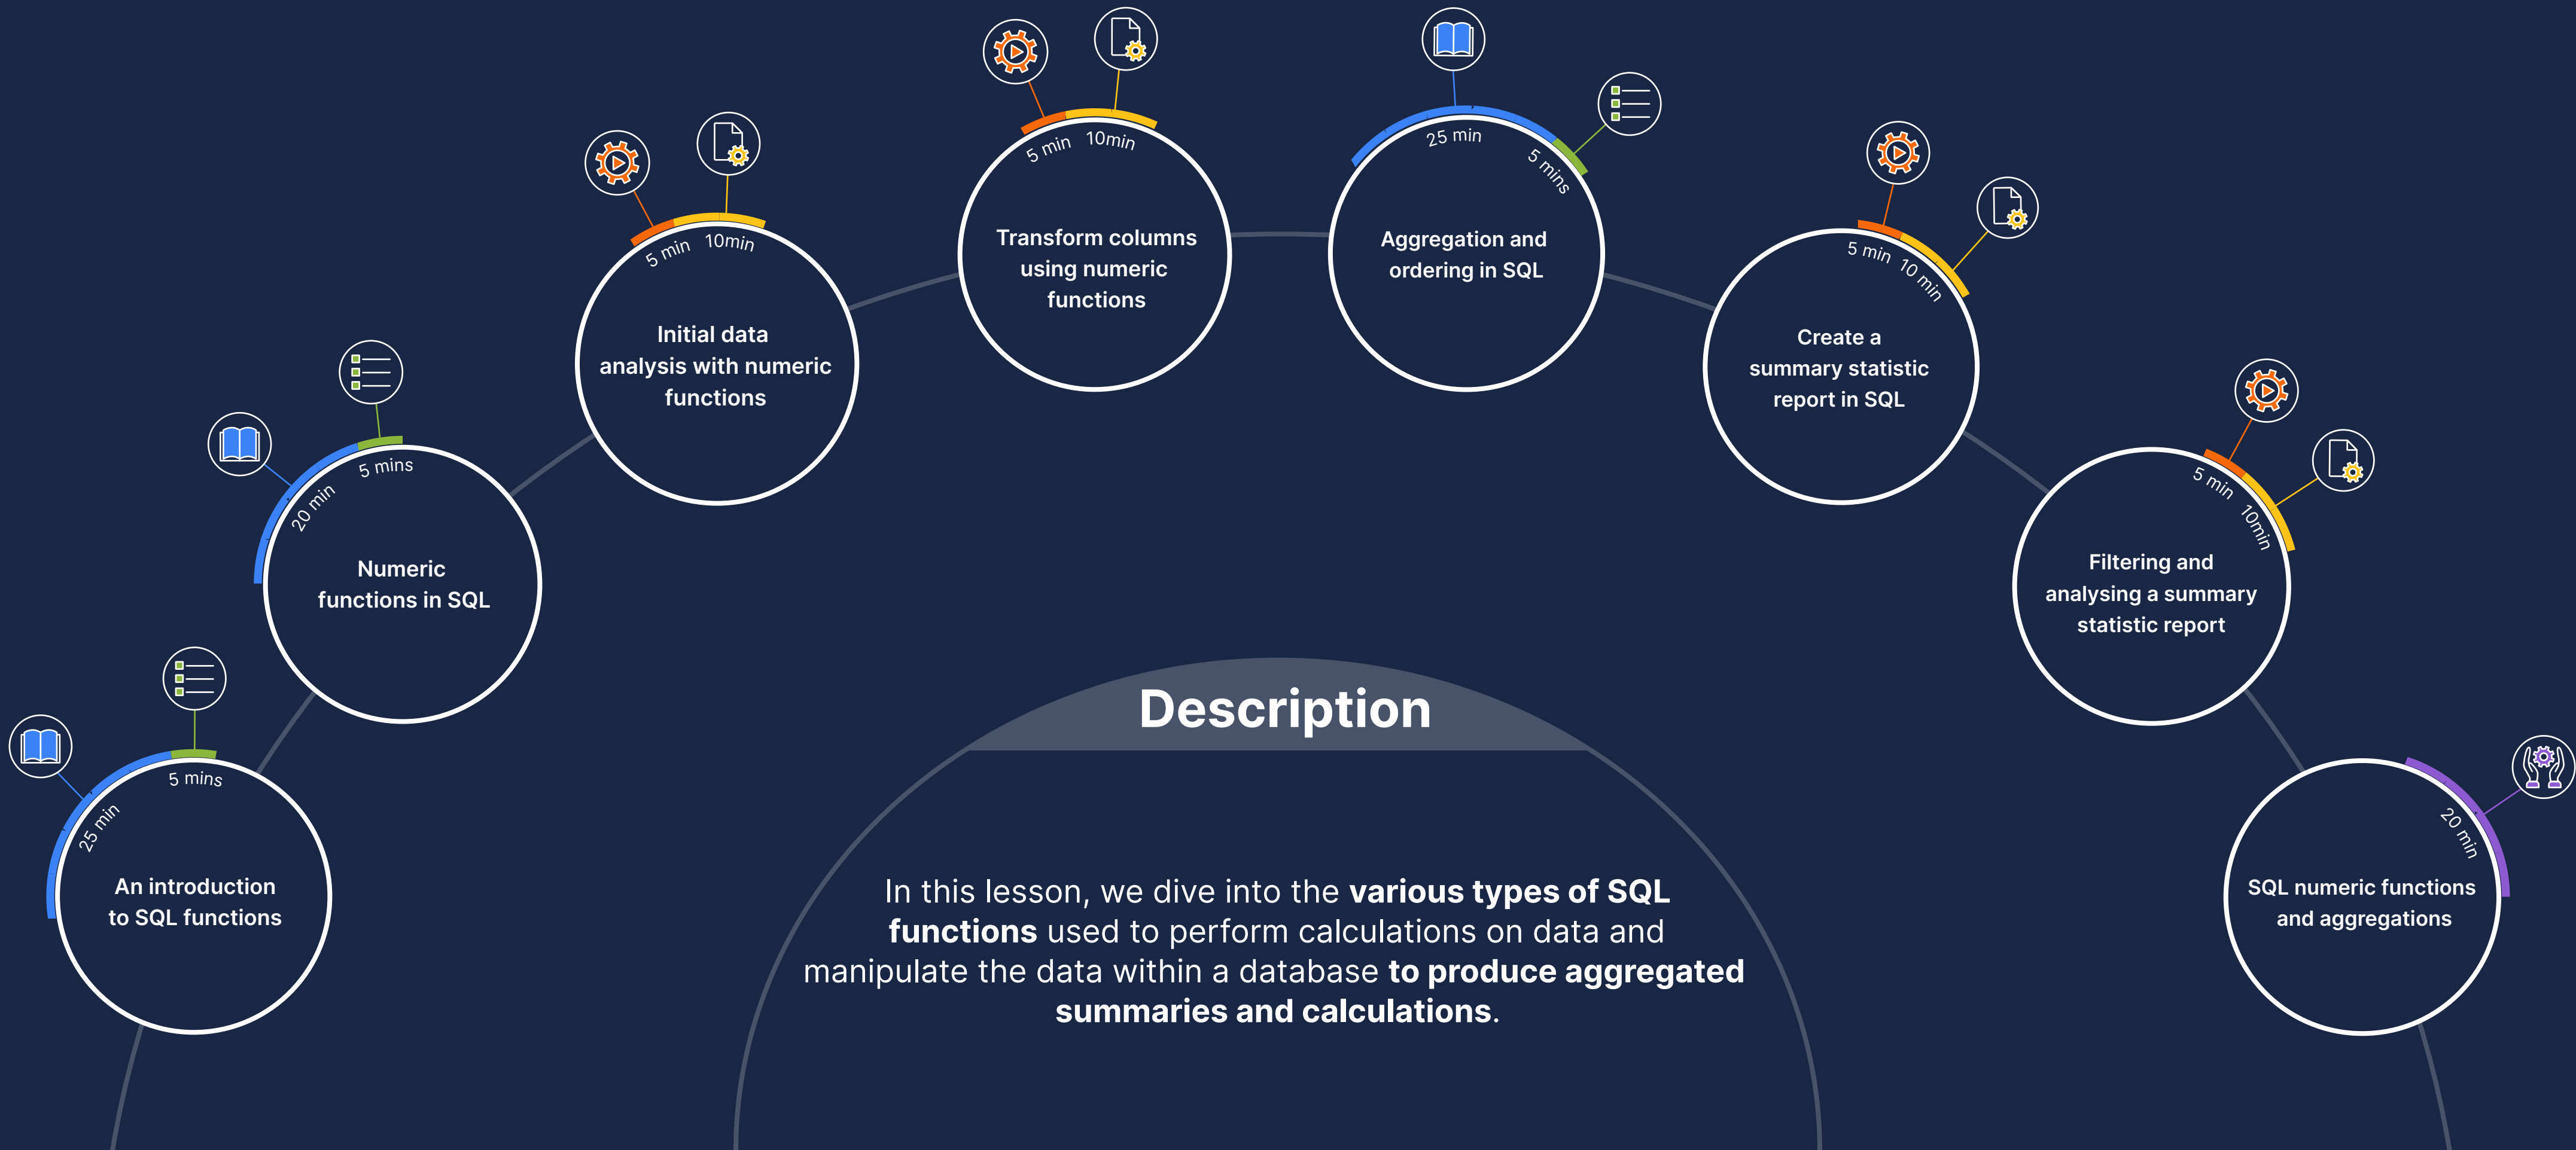 25 min
5 mins
An introduction
to SQL functions
20 min
5 mins
Numeric
functions in SQL
5 min
10min
Initial data
analysis with numeric
functions
5 min
10min
Transform columns
using numeric
functions
25 min
5 mins
Aggregation and
ordering in SQL
5 min
10 min
Create a
summary statistic
report in SQL
5 min
10min
Filtering and
analysing a summary
statistic report
20 min
SQL numeric functions
and aggregations
Description
In this lesson, we dive into the various types of SQL
functions used to perform calculations on data and
manipulate the data within a database to produce aggregated
summaries and calculations.